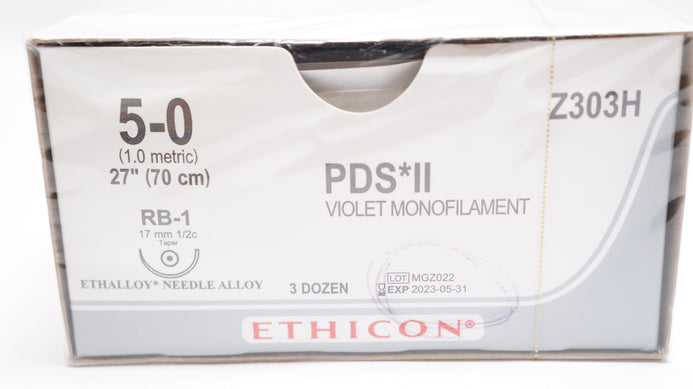 5-0
(1.0 metric)
27" (70 cm)
RB-1
17 mm 1/2c
Taper
ETHALLOY* NEEDLE ALLOY
Z303H
PDS*II
VIOLET MONOFILAMENT
3 DOZEN
LOT MGZ022
EXP 2023-05-31
ETHICON®